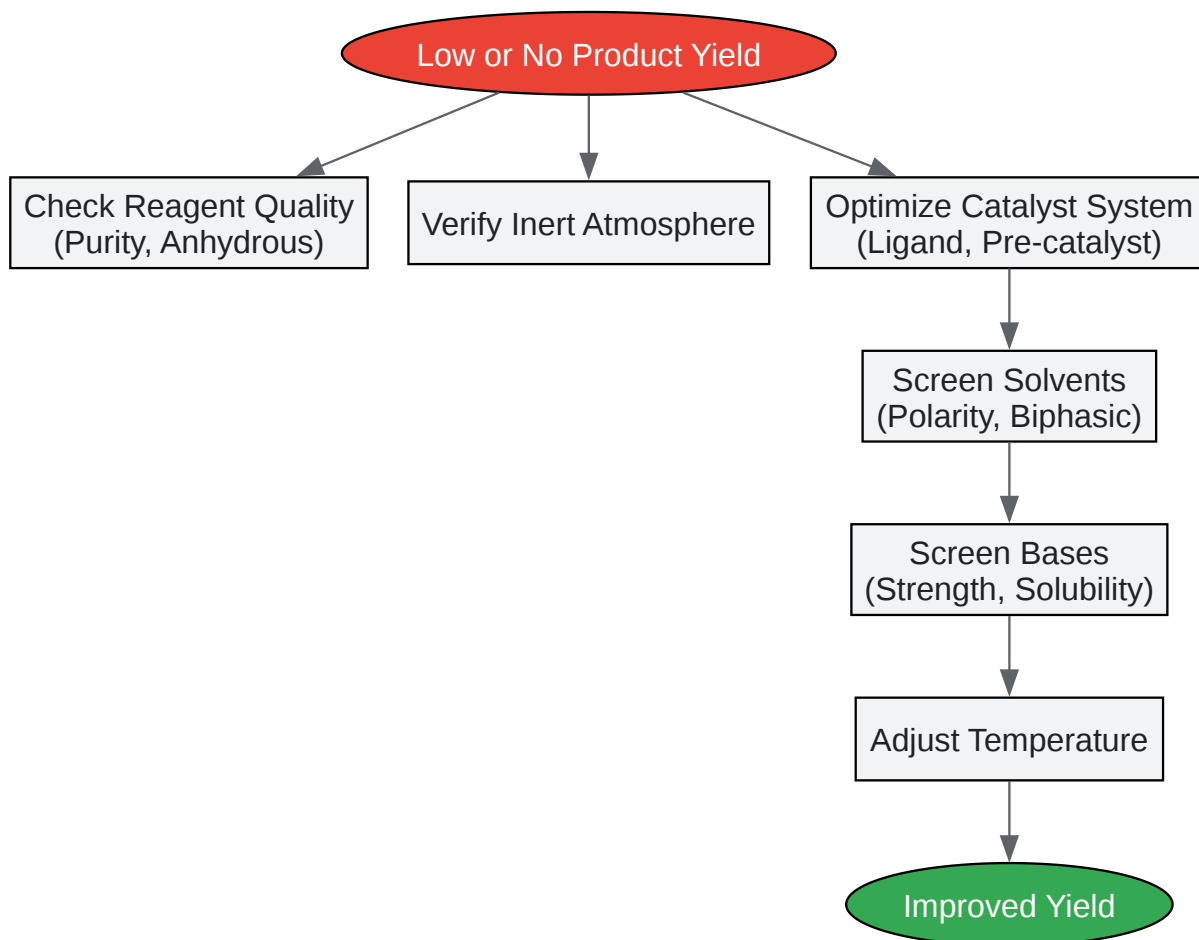 Low or No Product Yield
Check Reagent Quality
(Purity, Anhydrous)
Verify Inert Atmosphere
Optimize Catalyst System
(Ligand, Pre-catalyst)
Screen Solvents
(Polarity, Biphasic)
Screen Bases
(Strength, Solubility)
Adjust Temperature
Improved Yield